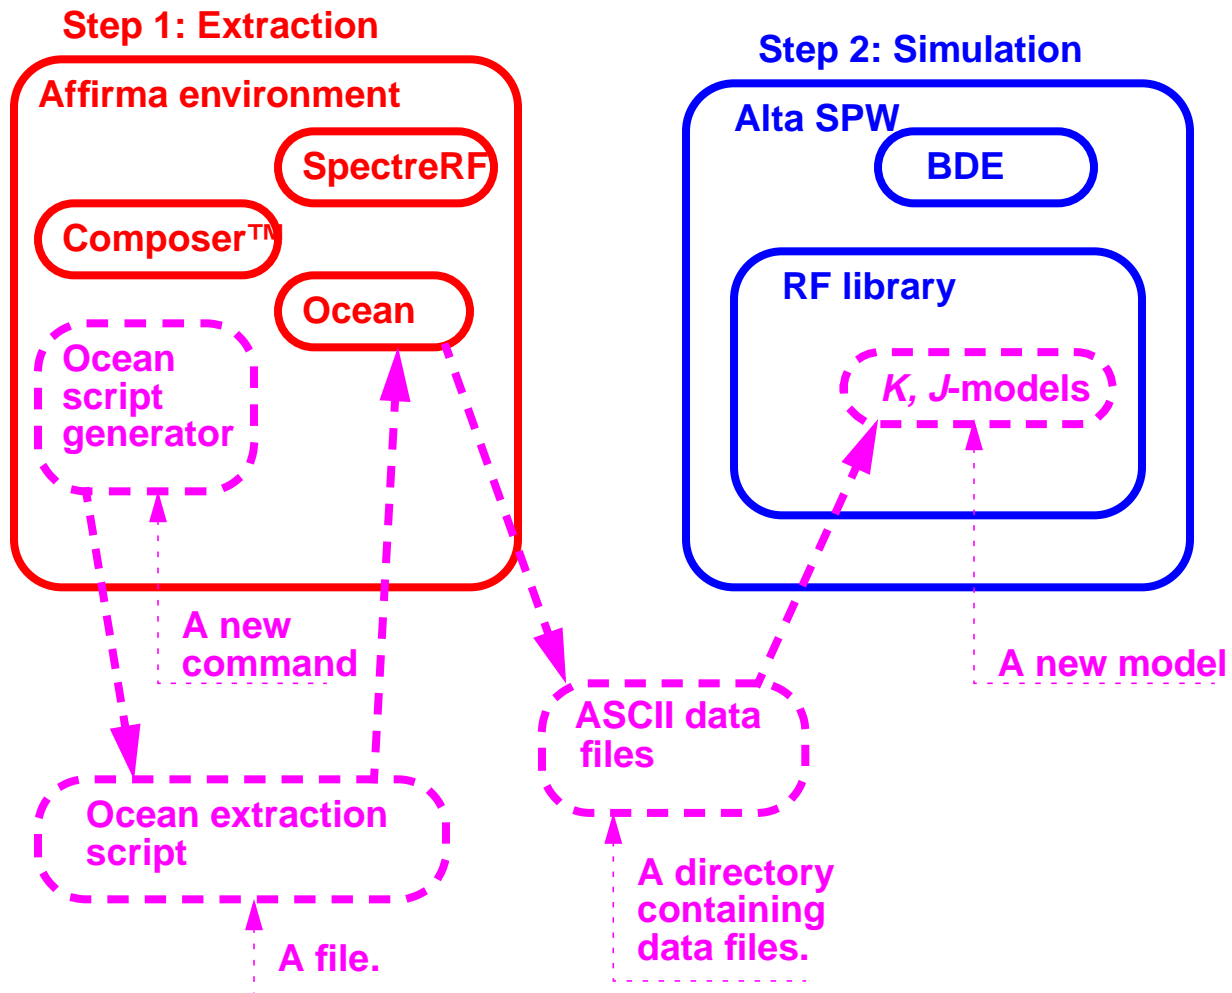 Step 1: Extraction
Affirma environment
SpectreRF
Composer™
Ocean
Ocean
script
generator
A new
command
Ocean extraction
script
A file.
ASCII data
files
A directory
containing
data files.
Step 2: Simulation
Alta SPW
BDE
RF library
K, J-models
A new model